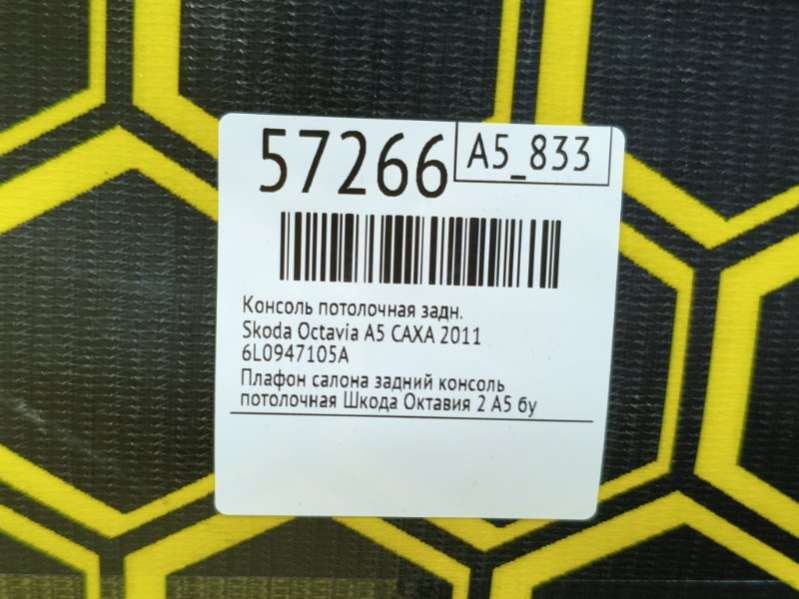 57266
A5_833
Консоль потолочная задн.
Skoda Octavia A5 CAXA 2011
6L0947105A
Плафон салона задний консоль
потолочная Шкода Октавия 2 А5 бу